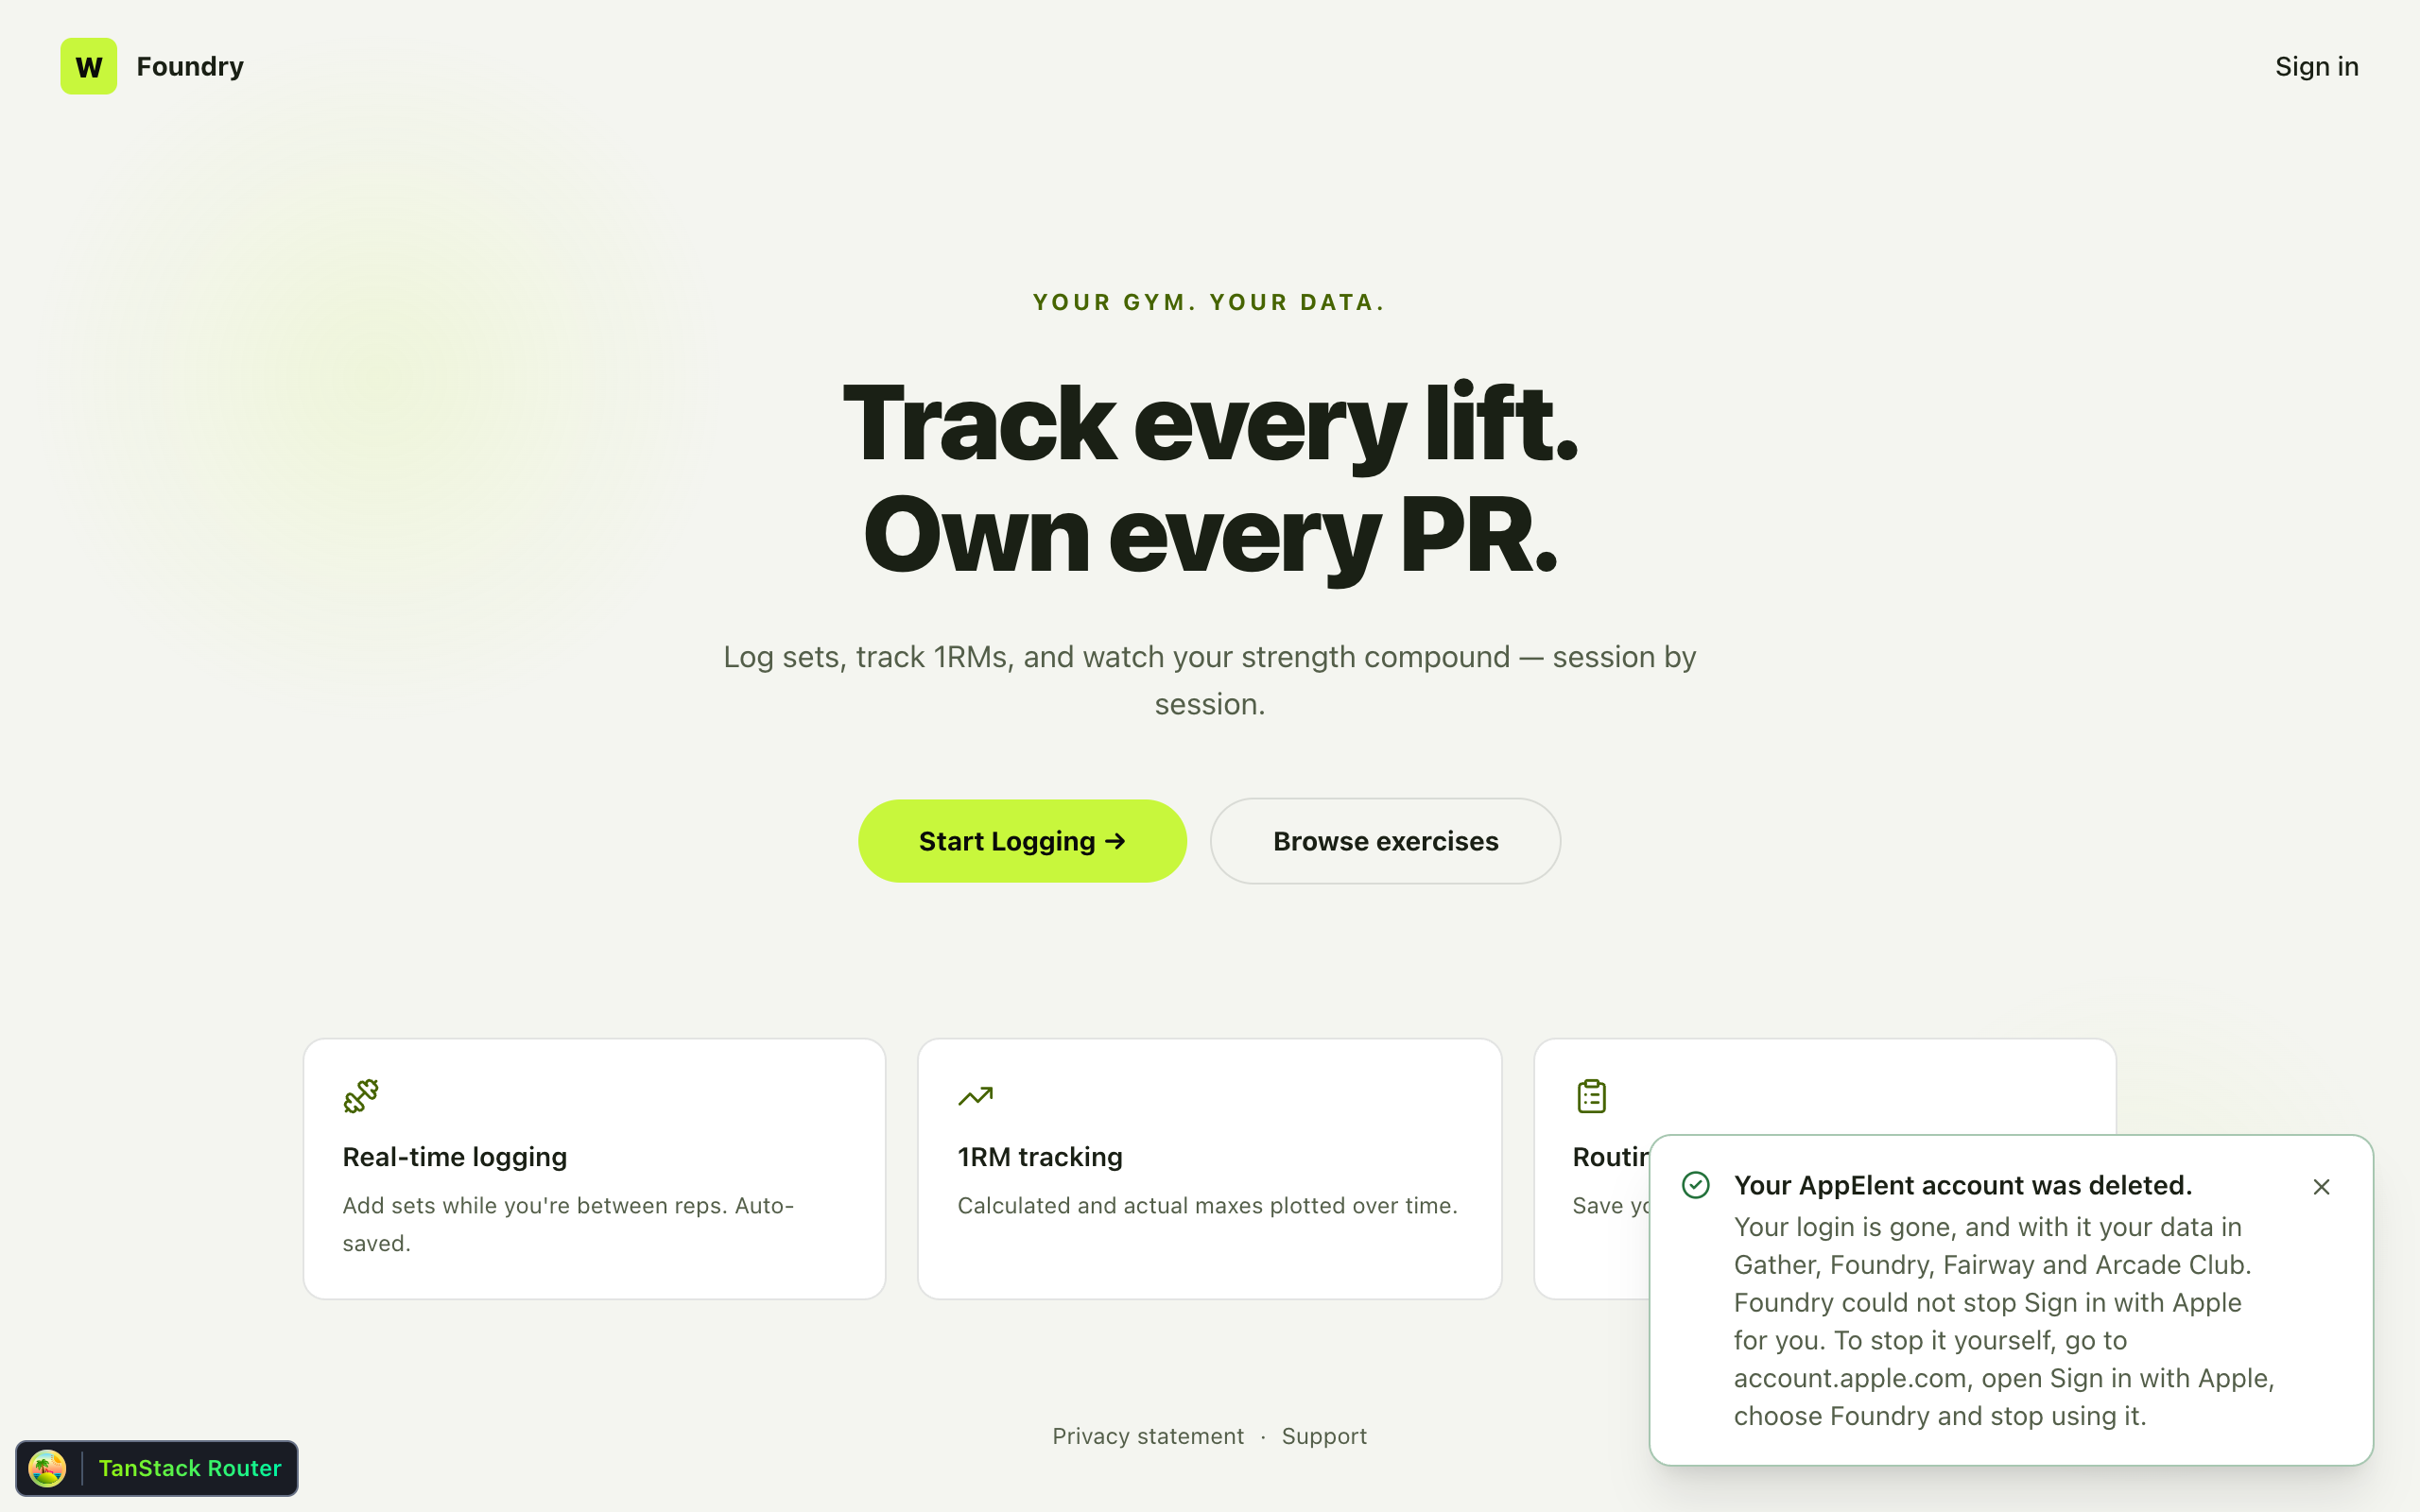 W Foundry
Sign in
YOUR GYM. YOUR DATA.
Track every lift.
Own every PR.
Log sets, track 1RMs, and watch your strength compound — session by
session.
Start Logging →
Browse exercises
Real-time logging
Add sets while you're between reps. Auto-
saved.
1RM tracking
Calculated and actual maxes plotted over time.
Save
Your AppElent account was deleted.
Your login is gone, and with it your data in
Gather, Foundry, Fairway and Arcade Club.
Foundry could not stop Sign in with Apple
for you. To stop it yourself, go to
account.apple.com, open Sign in with Apple,
choose Foundry and stop using it.
Privacy statement · Support
TanStack Router